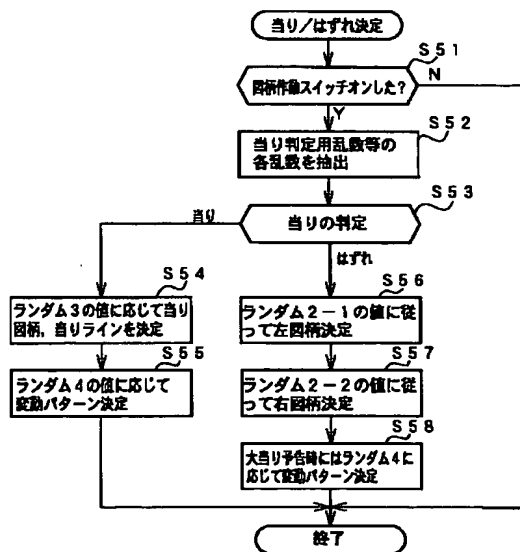 当り／はずれ決定
S51
図柄作動スイッチオンした?
N
Y
S52
当り判定用乱数等の
各乱数を抽出
S53
当りの判定
当り
はずれ
S54
ランダム3の値に応じて当り
図柄，当りラインを決定
S55
ランダム4の値に応じて
変動パターン決定
S56
ランダム2－1の値に従
って左図柄決定
S57
ランダム2－2の値に従
って右図柄決定
S58
大当り予告時にはランダム4に
応じて変動パターン決定
終了